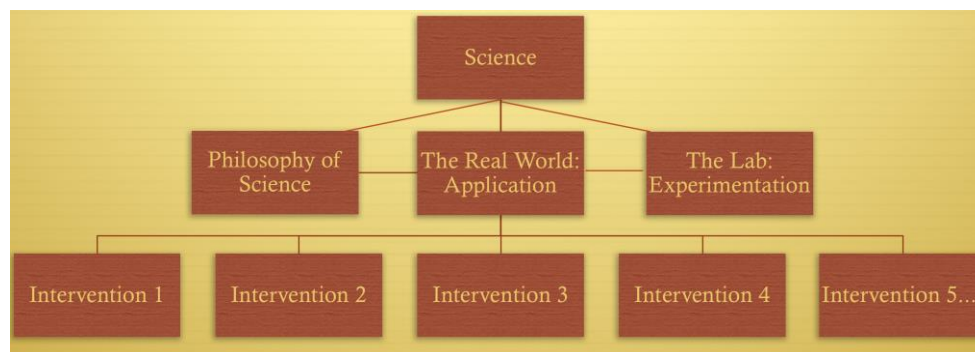 Science
Philosophy of
Science
The Real World:
Application
The Lab:
Experimentation
Intervention 1
Intervention 2
Intervention 3
Intervention 4
Intervention 5...